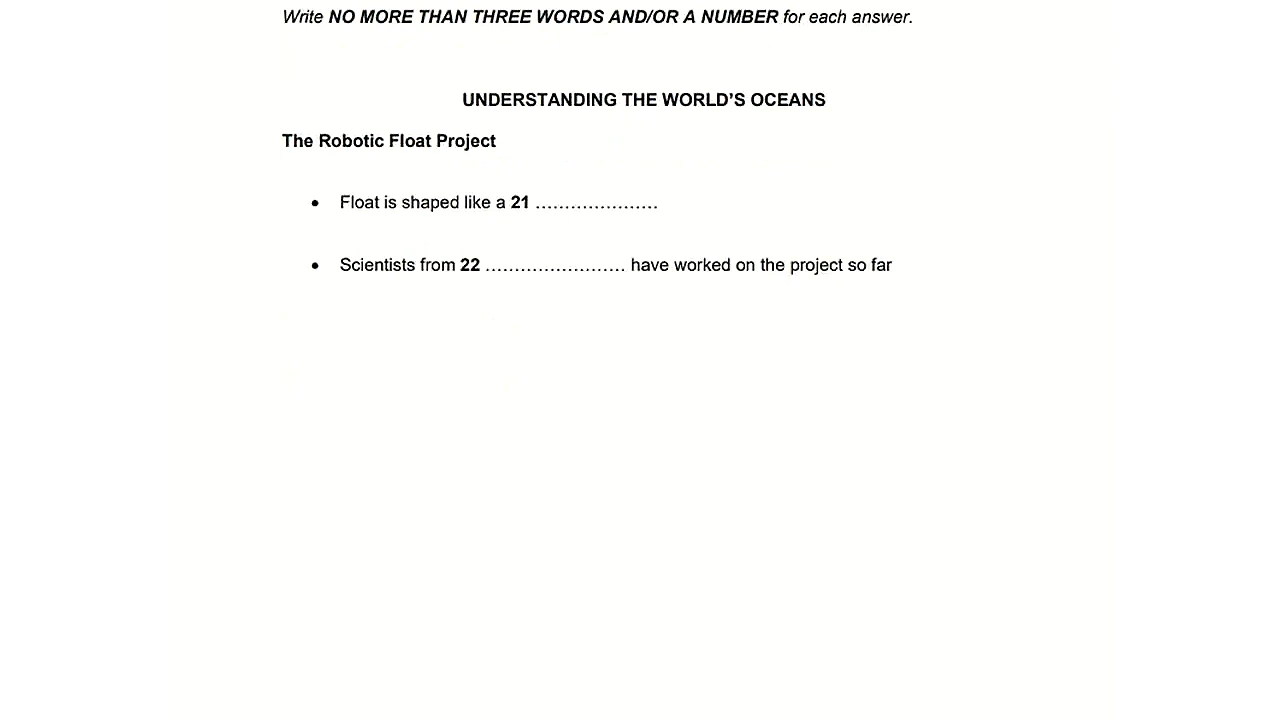 Write NO MORE THAN THREE WORDS AND/OR A NUMBER for each answer.
UNDERSTANDING THE WORLD'S OCEANS
The Robotic Float Project
• Float is shaped like a 21 .....................
• Scientists from 22 ........................ have worked on the project so far